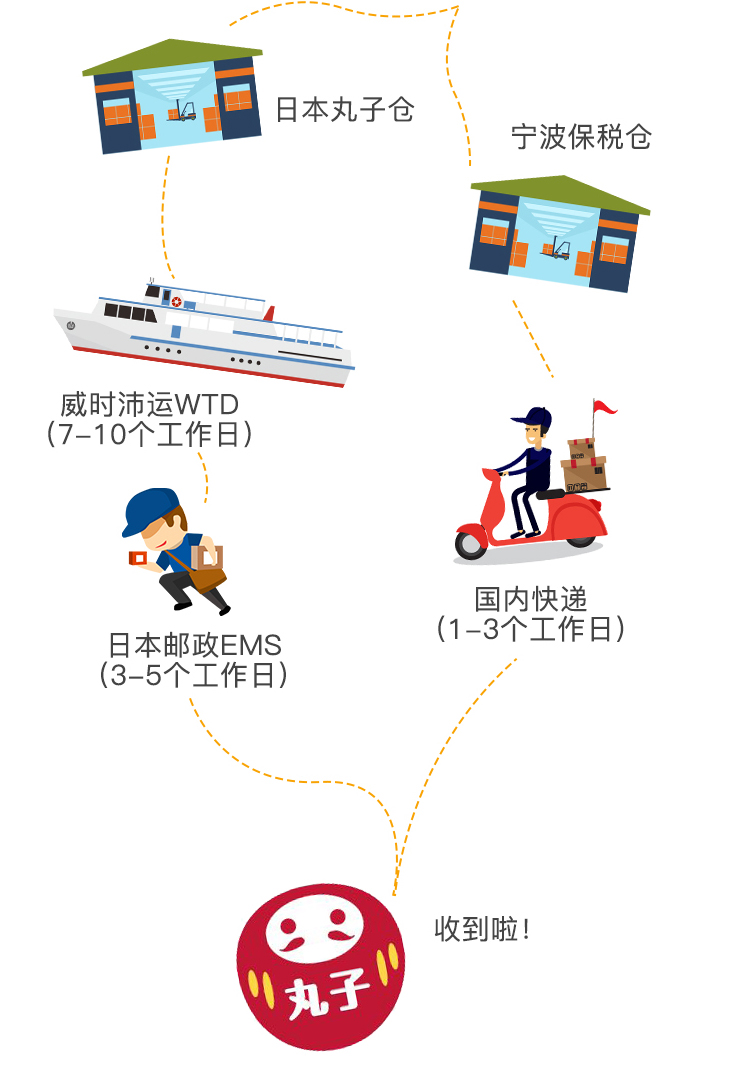 日本丸子仓
宁波保税仓
威时沛运WTD
（7-10个工作日）
日本邮政EMS
（3-5个工作日）
国内快递
（1-3个工作日）
收到啦！
丸子